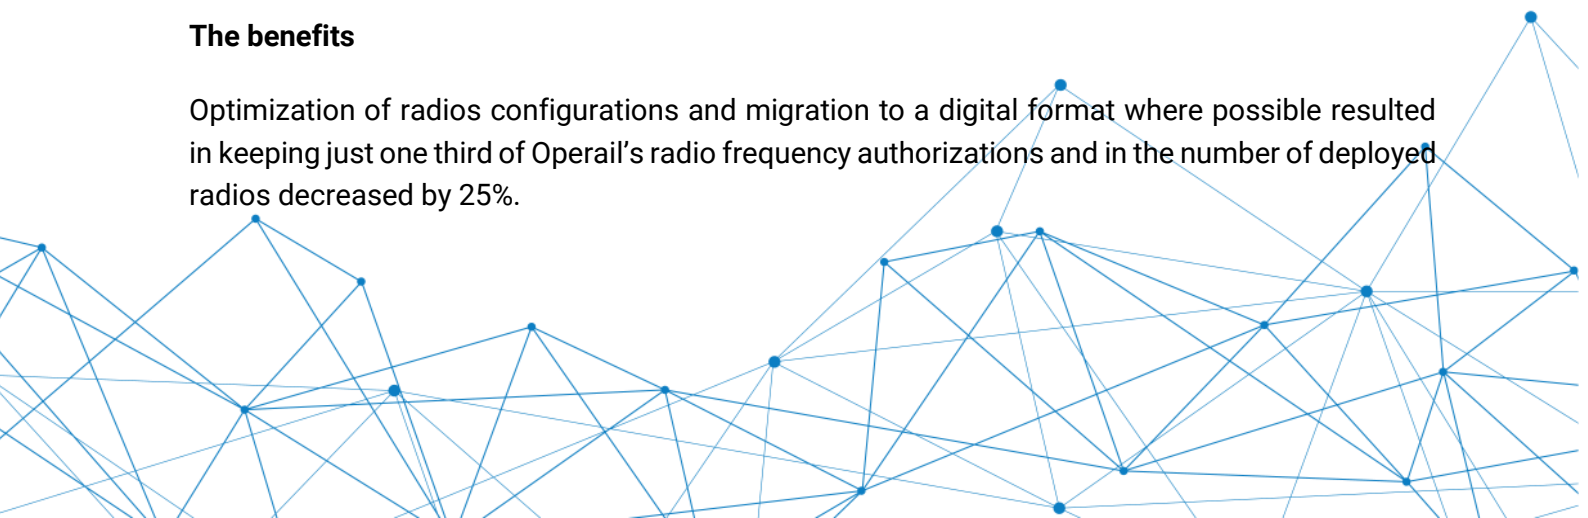 The benefits
Optimization of radios configurations and migration to a digital format where possible resulted
in keeping just one third of Operail’s radio frequency authorizations and in the number of deployed
radios decreased by 25%.